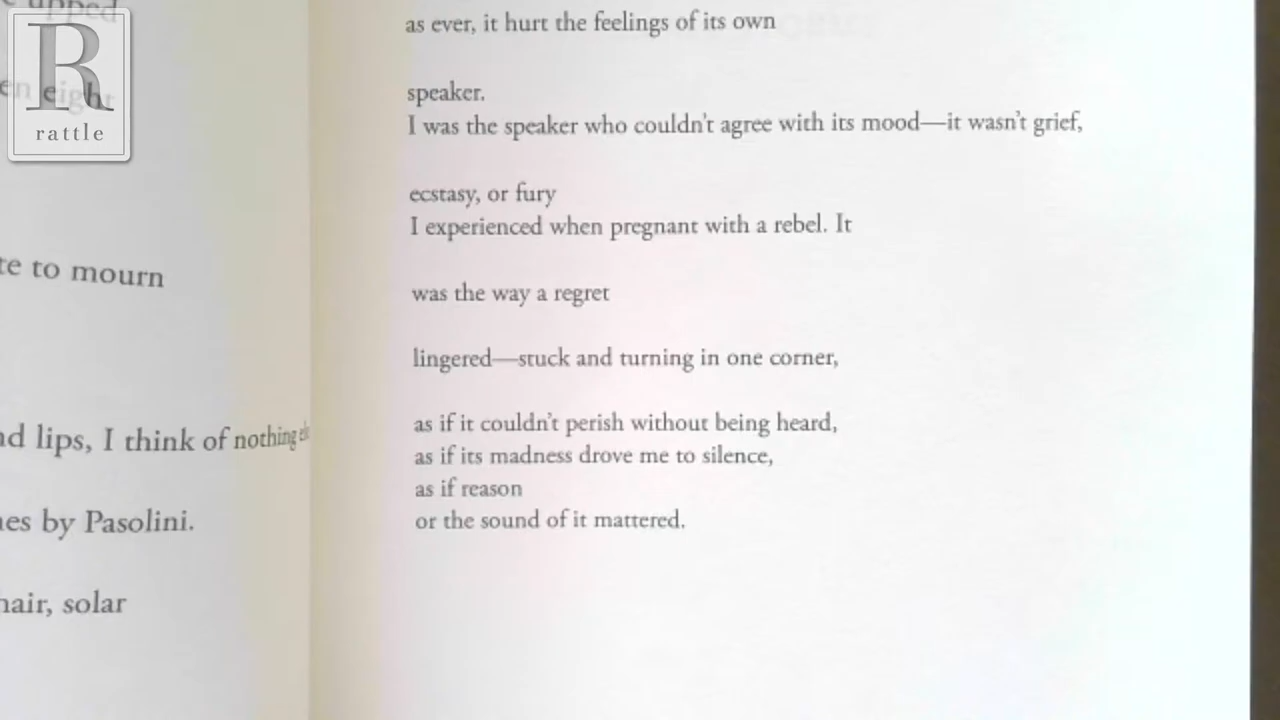 R
rattle
te to mourn
lips, I think of nothing
by Pasolini.
hair, solar
as ever, it hurt the feelings of its own
speaker.
I was the speaker who couldn't agree with its mood—it wasn't grief,
ecstasy, or fury
I experienced when pregnant with a rebel. It
was the way a regret
lingered—stuck and turning in one corner,
as if it couldn't perish without being heard,
as if its madness drove me to silence,
as if reason
or the sound of it mattered.